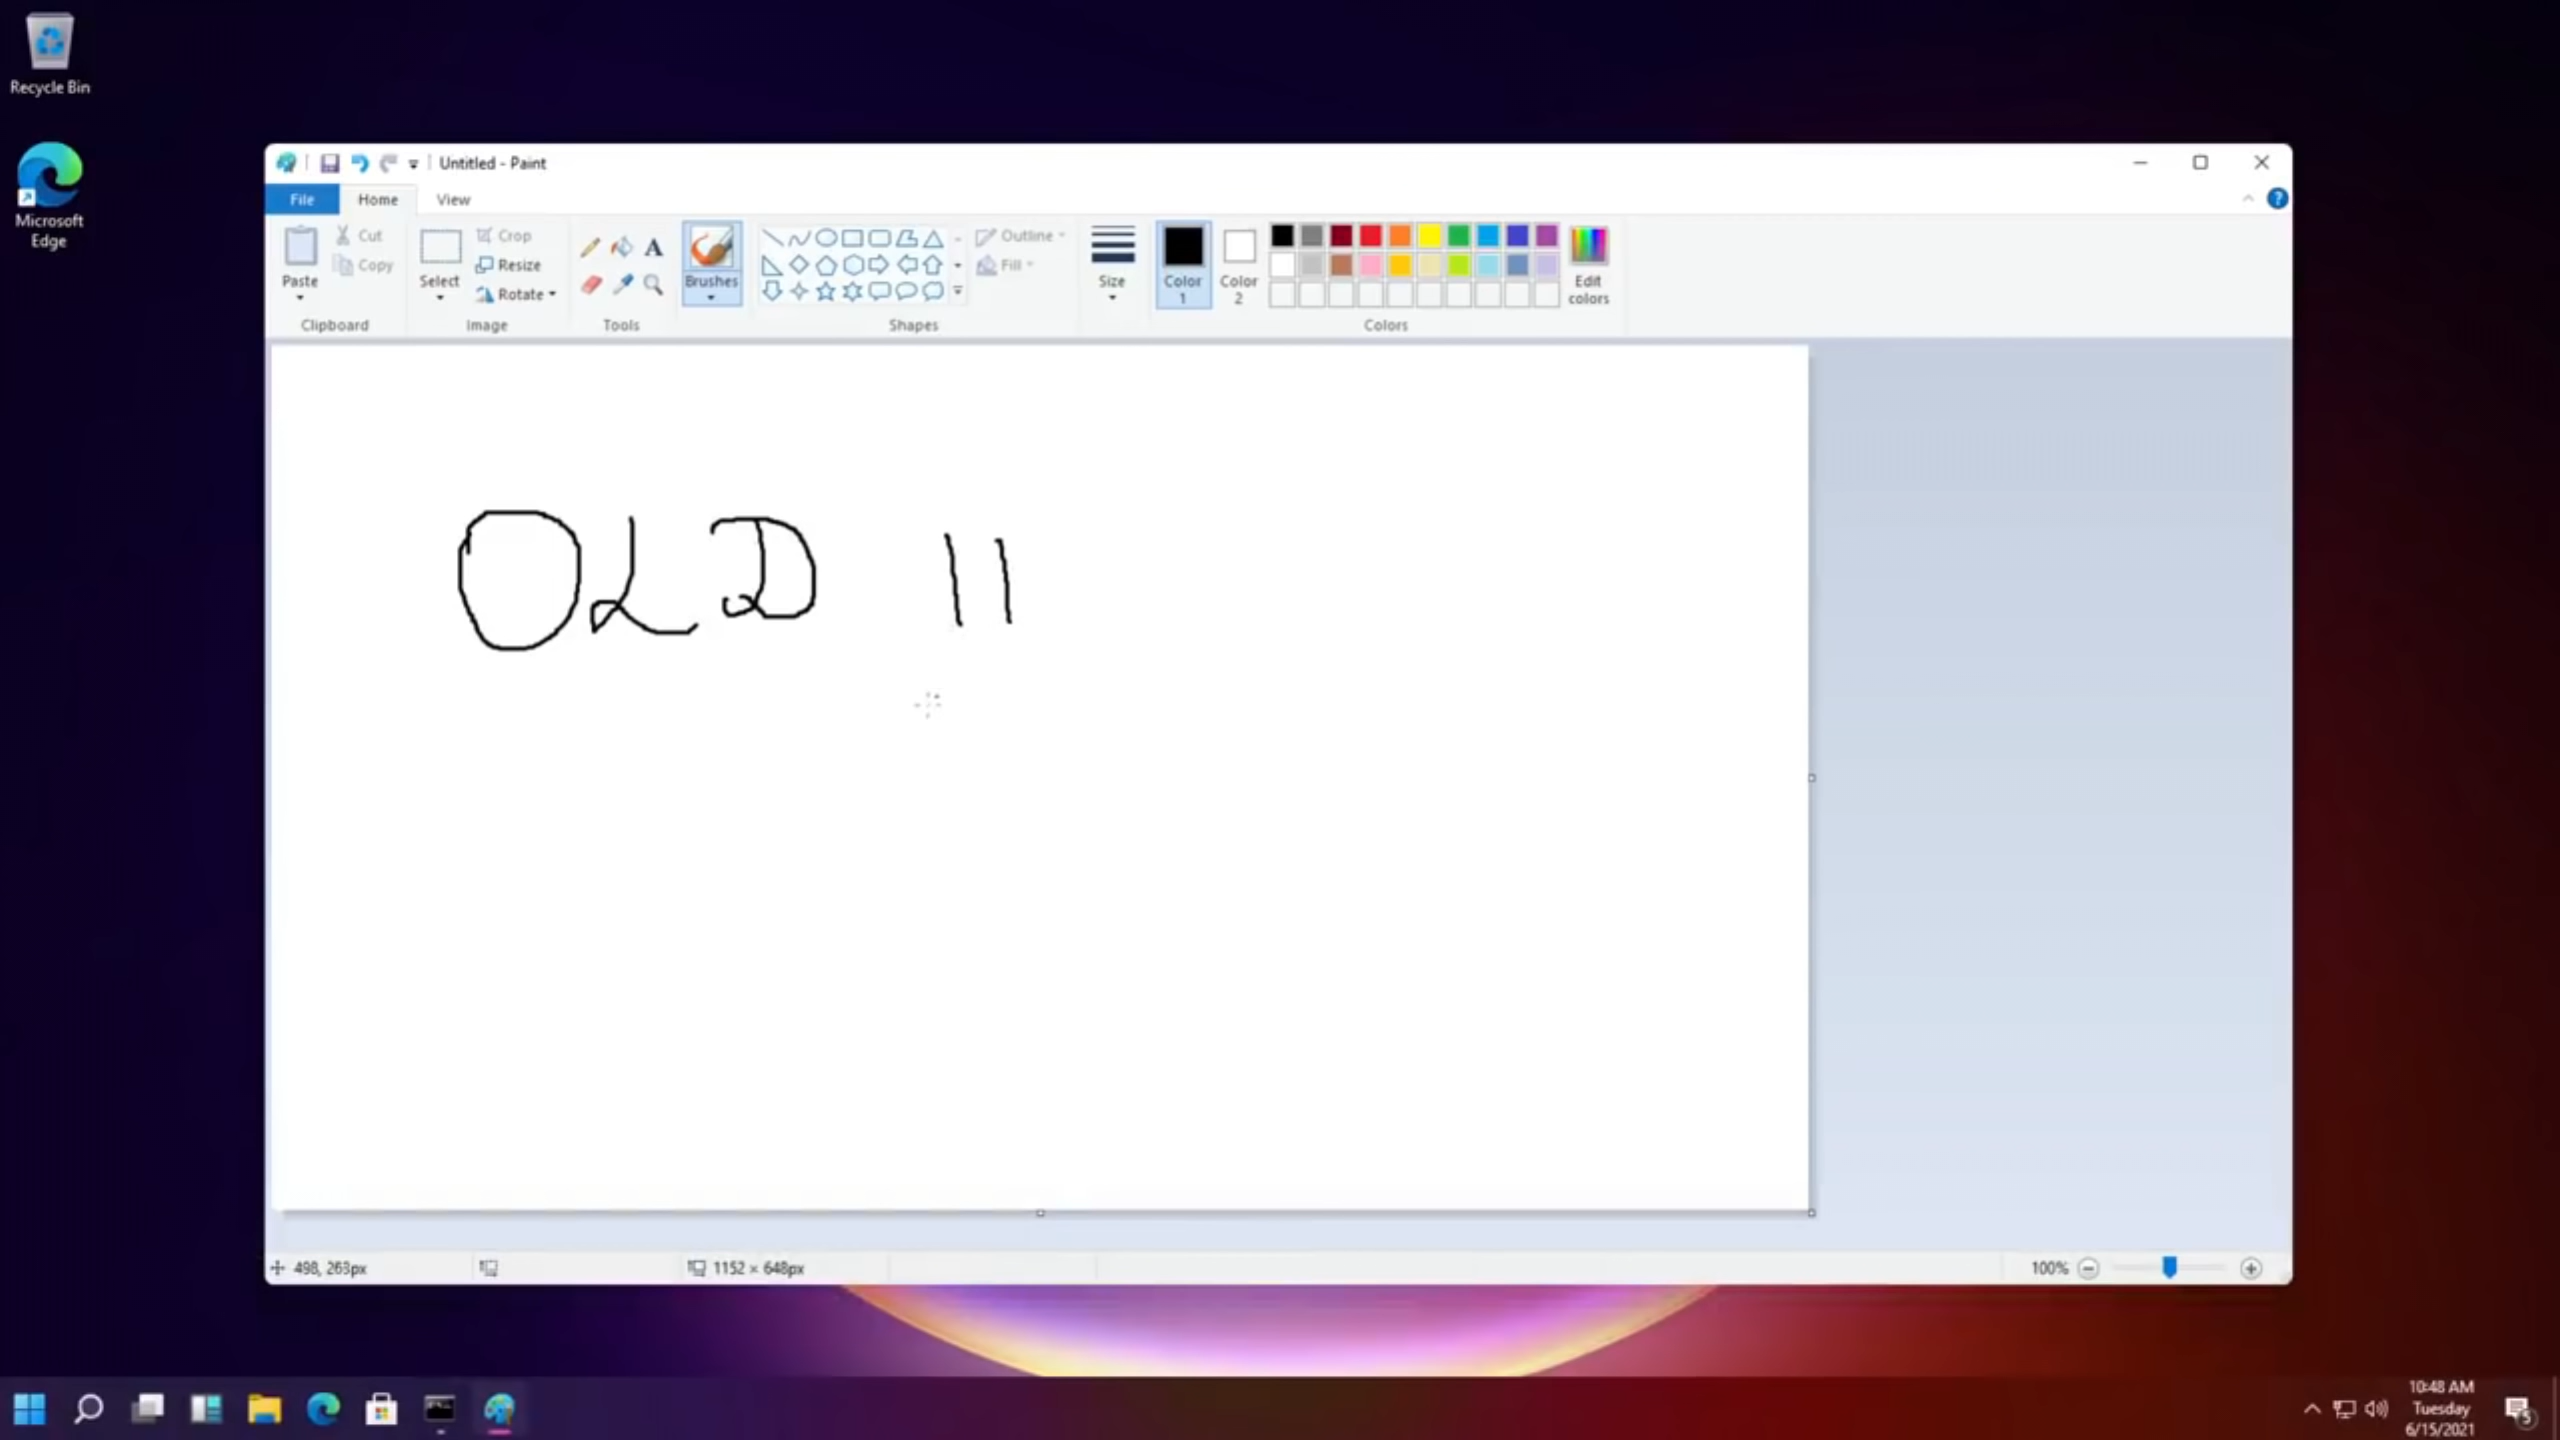 Recycle Bin
Microsoft
Edge
Untitled - Paint
File Home View
Paste
Cut
Copy
Clipboard
Select
Crop
Resize
Rotate
Image
A
Tools
Brushes
Shapes
Outline
Fill
Size
Color
1
Color
2
Colors
Edit
colors
?
OLD 11
498, 263px
1152 × 648px
100%
10:48 AM
Tuesday
6/15/2021
5